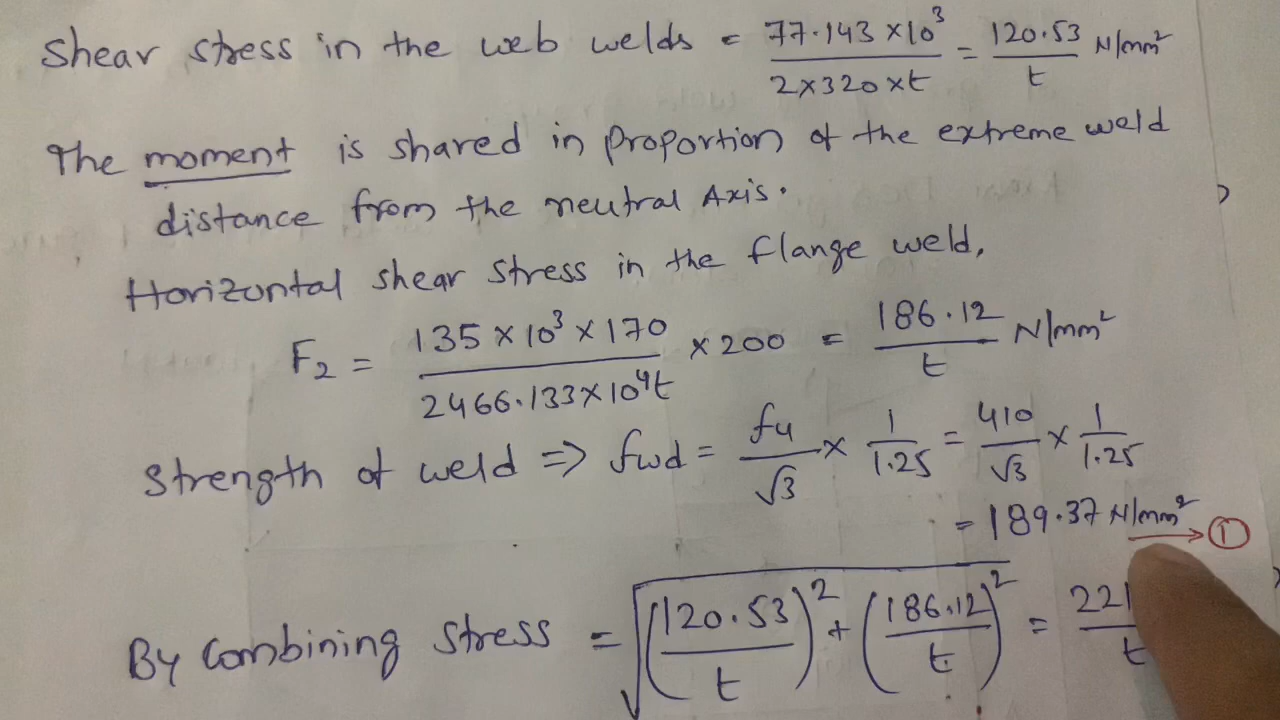 Shear stress in the web welds = 77.143 ×10³ / 2×320×t = 120.53 / t N/mm²
The moment is shared in proportion of the extreme weld
distance from the neutral Axis.
Horizontal shear stress in the flange weld,
F₂ = 135 × 10³ × 170 / 2466.133×10⁴t × 200 = 186.12 / t N/mm²
Strength of weld ⇒ fwd = fu / √3 × 1 / 1.25 = 410 / √3 × 1 / 1.25
= 189.37 N/mm² → ①
By Combining stress = √((120.53 / t)² + (186.12 / t)²) = 221 / t